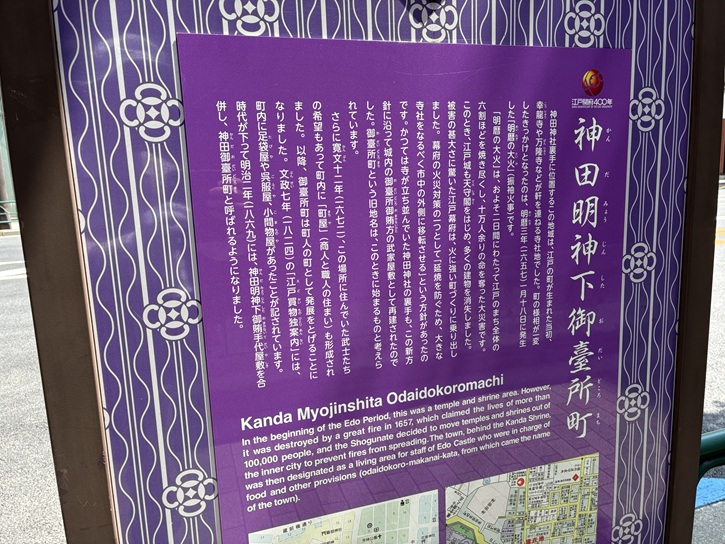 江戸開府400年
神田明神下御臺所町
かんだみょうじんしたおだいどころまち
神田神社裏手に位置するこの地域は、江戸の町が生まれた当初、
幸龍寺や万隆寺などが軒を連ねる寺社地でした。町の様相が一変
したきっかけとなったのは、明暦三年(一六五七)一月十八日に発生
した「明暦の大火」(振袖火事)です。
「明暦の大火」は、およそ二日間にわたって江戸のまち全体の
六割ほどを焼き尽くし、十万人余りの命を奪った大災害です。
このとき、江戸城も天守閣をはじめ、多くの建物を消失しました。
被害の甚大さに驚いた江戸幕府は、火に強い町づくりに乗り出し
ました。幕府の火災対策の一つとして「延焼を防ぐため、大きな
寺社をなるべく市中の外側に移転させる」という方針があったの
です。かつては寺が立ち並んでいた神田神社の裏手も、この新方
針に沿って城内の御臺所御賄方の武家屋敷として再建されたので
した。御臺所町という旧地名は、このときに始まるものと考えら
れています。
さらに寛文十二年(一六七二)、この場所に住んでいた武士たち
の希望もあって町内に「町屋」(商人と職人の住まい)も形成され
ました。以降、御臺所町は町人の町として発展をとげることに
なりました。文政七年(一八二四)の「江戸買物独案内」には、
町内に足袋屋や呉服屋、小間物屋があったことが記されています。
時代が下って明治二年(一八六九)には、神田明神下御賄手代屋敷を合
併し、神田御臺所町と呼ばれるようになりました。
Kanda Myojinshita Odaidokoromachi
In the beginning of the Edo Period, this was a temple and shrine area. However,
it was destroyed by a great fire in 1657, which claimed the lives of more than
100,000 people, and the Shogunate decided to move temples and shrines out of
the inner city to prevent fires from spreading. The town, behind the Kanda Shrine,
was then designated as a living area for staff of Edo Castle who were in charge of
food and other provisions (odaidokoro-makanai-kata, from which came the name
of the town).
蔵前橋通り